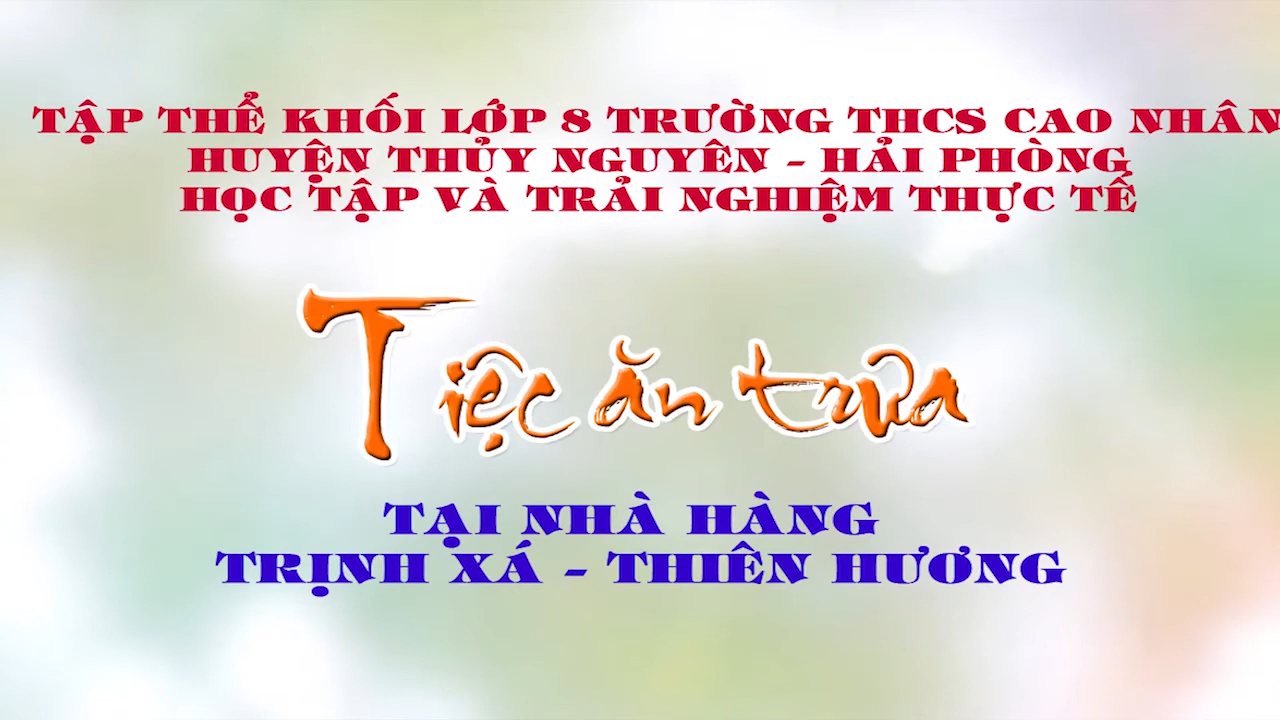 TẬP THỂ KHỐI LỚP 8 TRƯỜNG THCS CAO NHÂN
HUYỆN THỦY NGUYÊN - HẢI PHÒNG
HỌC TẬP VÀ TRẢI NGHIỆM THỰC TẾ
Tiệc ăn trưa
TẠI NHÀ HÀNG
TRỊNH XÁ - THIÊN HƯƠNG